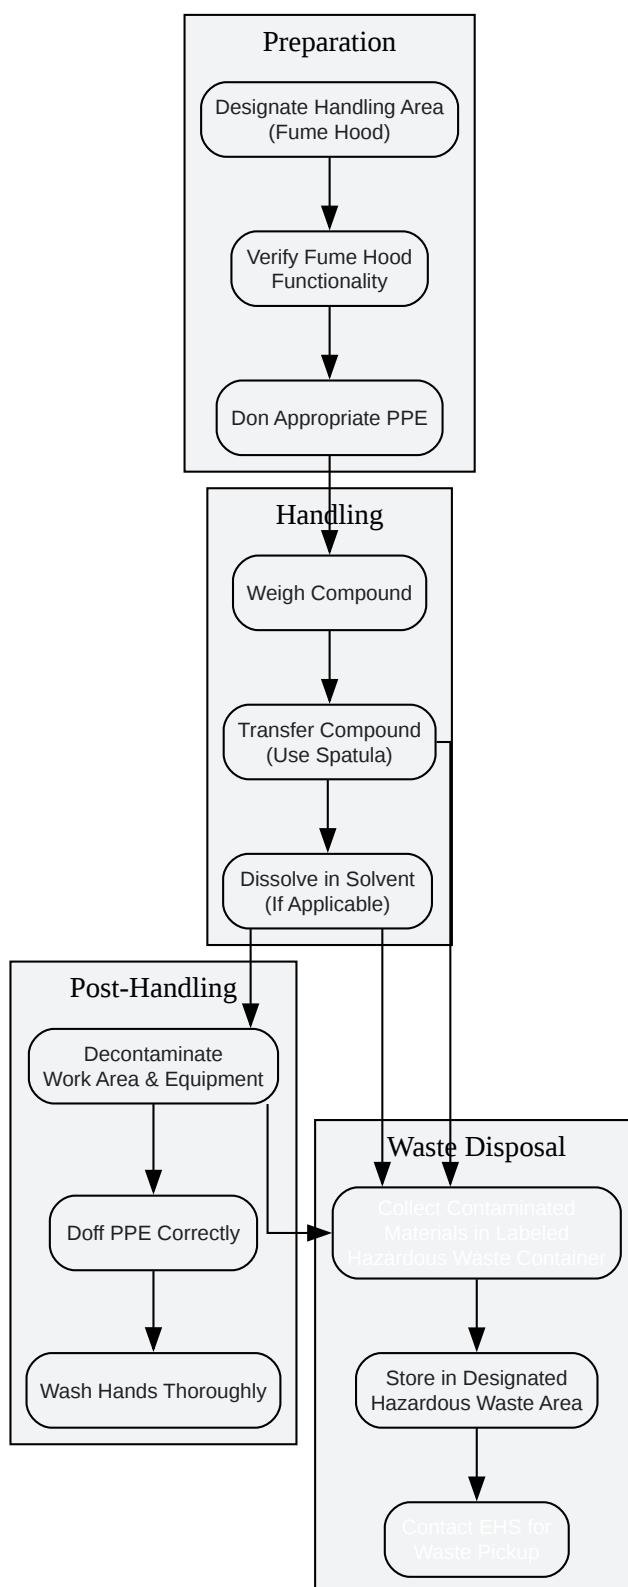 Preparation
Designate Handling Area
(Fume Hood)
Verify Fume Hood
Functionality
Don Appropriate PPE
Handling
Weigh Compound
Transfer Compound
(Use Spatula)
Dissolve in Solvent
(If Applicable)
Post-Handling
Decontaminate
Work Area & Equipment
Doff PPE Correctly
Wash Hands Thoroughly
Waste Disposal
Collect Contaminated
Materials in Labeled
Hazardous Waste Container
Store in Designated
Hazardous Waste Area
Contact EHS for
Waste Pickup